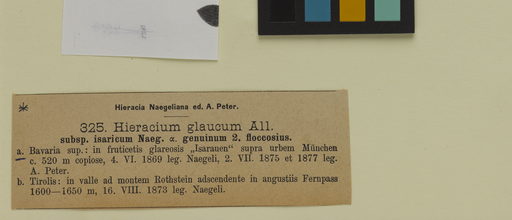 *
Hieracia Naegeliana ed. A. Peter.
325. Hieracium glaucum All.
subsp. isaricum Naeg. α. genuinum 2. floccosius.
a. Bavaria sup.: in fruticetis glareosis „Isarauen“ supra urbem München
c. 520 m copiose, 4. VI. 1869 leg. Naegeli, 2. VII. 1875 et 1877 leg.
A. Peter.
b. Tirolis: in valle ad montem Rothstein adscendente in angustiis Fernpass
1600—1650 m, 16. VIII. 1873 leg. Naegeli.